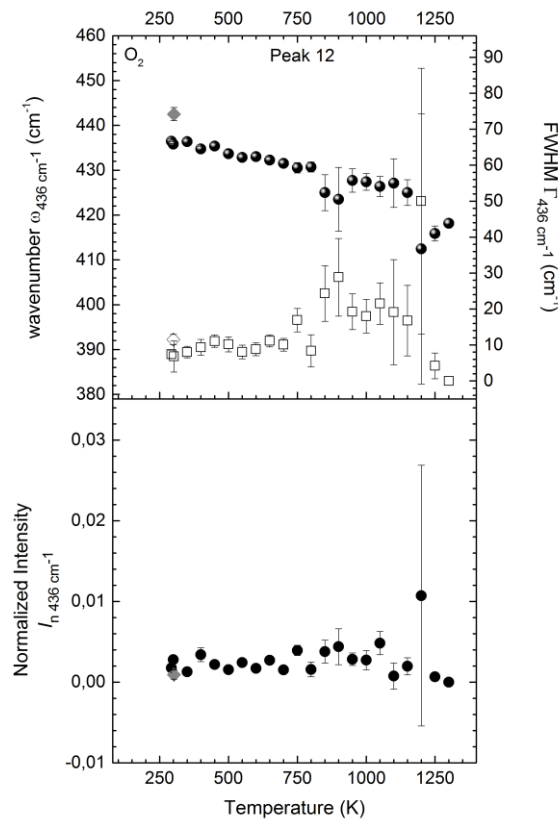 250 500 750 1000 1250
460
450
440
430
420
410
400
390
380
wavenumber ω436 cm-1 (cm-1)
O2
Peak 12
90
80
70
60
50
40
30
20
10
0
FWHM Γ436 cm-1 (cm-1)
0,03
0,02
0,01
0,00
-0,01
Normalized Intensity
In 436 cm-1
250 500 750 1000 1250
Temperature (K)